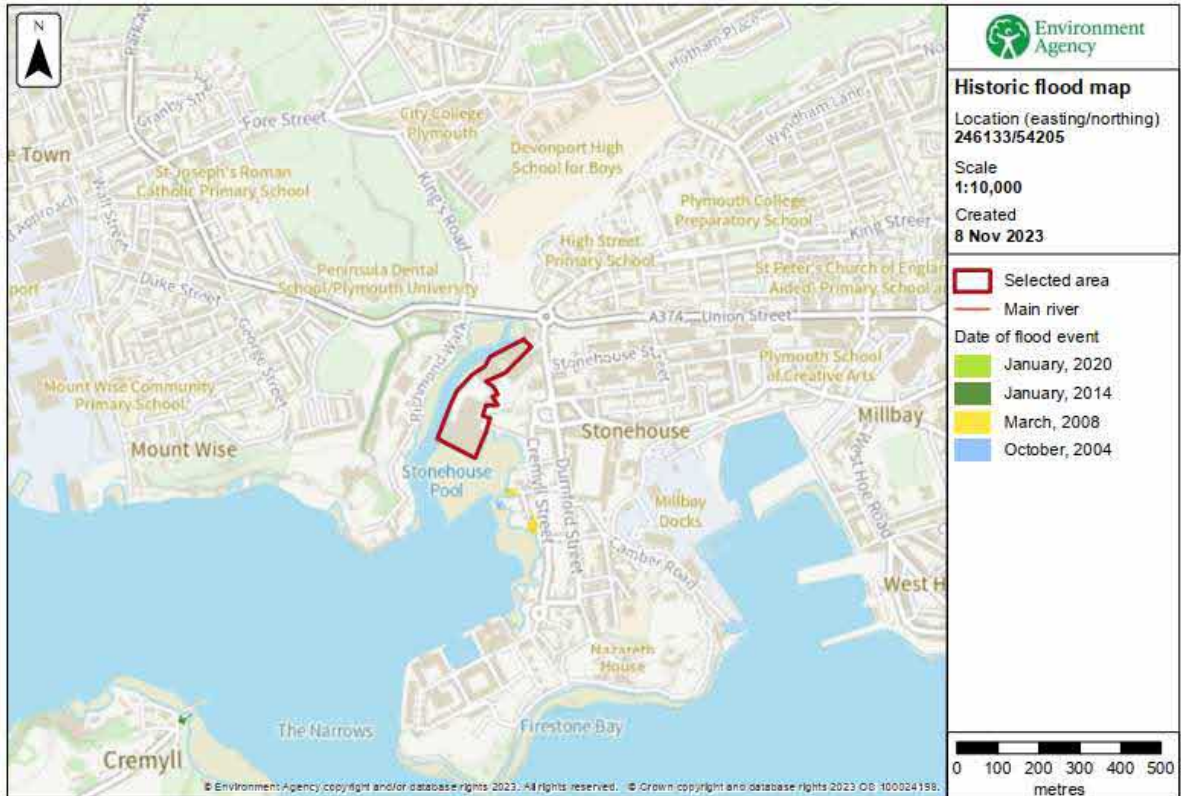 N
Park Av
Hotham Place
Granby Street
Fore Street
City College
Plymouth
Wyndham Lane
Devonport High
School for Boys
e Town
St Joseph's Roman
Catholic Primary School
King's Road
Plymouth College
Preparatory School
King Street
High Street
Primary School
Peninsula Dental
School/Plymouth University
St Peter's Church of England
Aided) Primary School
Duke Street
A374, Union Street
George Street
Richmond Walk
Stonehouse St
Plymouth School
of Creative Arts
Mount Wise Community
Primary School
Millbay
Mount Wise
Stonehouse
Stonehouse
Pool
Cremyll Street
Durnford Street
West Hoe Road
Millbay
Docks
Camber Road
West H
Nazareth
House
The Narrows
Firestone Bay
Cremyll
© Environment Agency copyright and/or database rights 2023. All rights reserved. © Crown copyright and database rights 2023 OS 100024198.
Environment
Agency
Historic flood map
Location (easting/northing)
246133/54205
Scale
1:10,000
Created
8 Nov 2023
Selected area
Main river
Date of flood event
January, 2020
January, 2014
March, 2008
October, 2004
0 100 200 300 400 500
metres